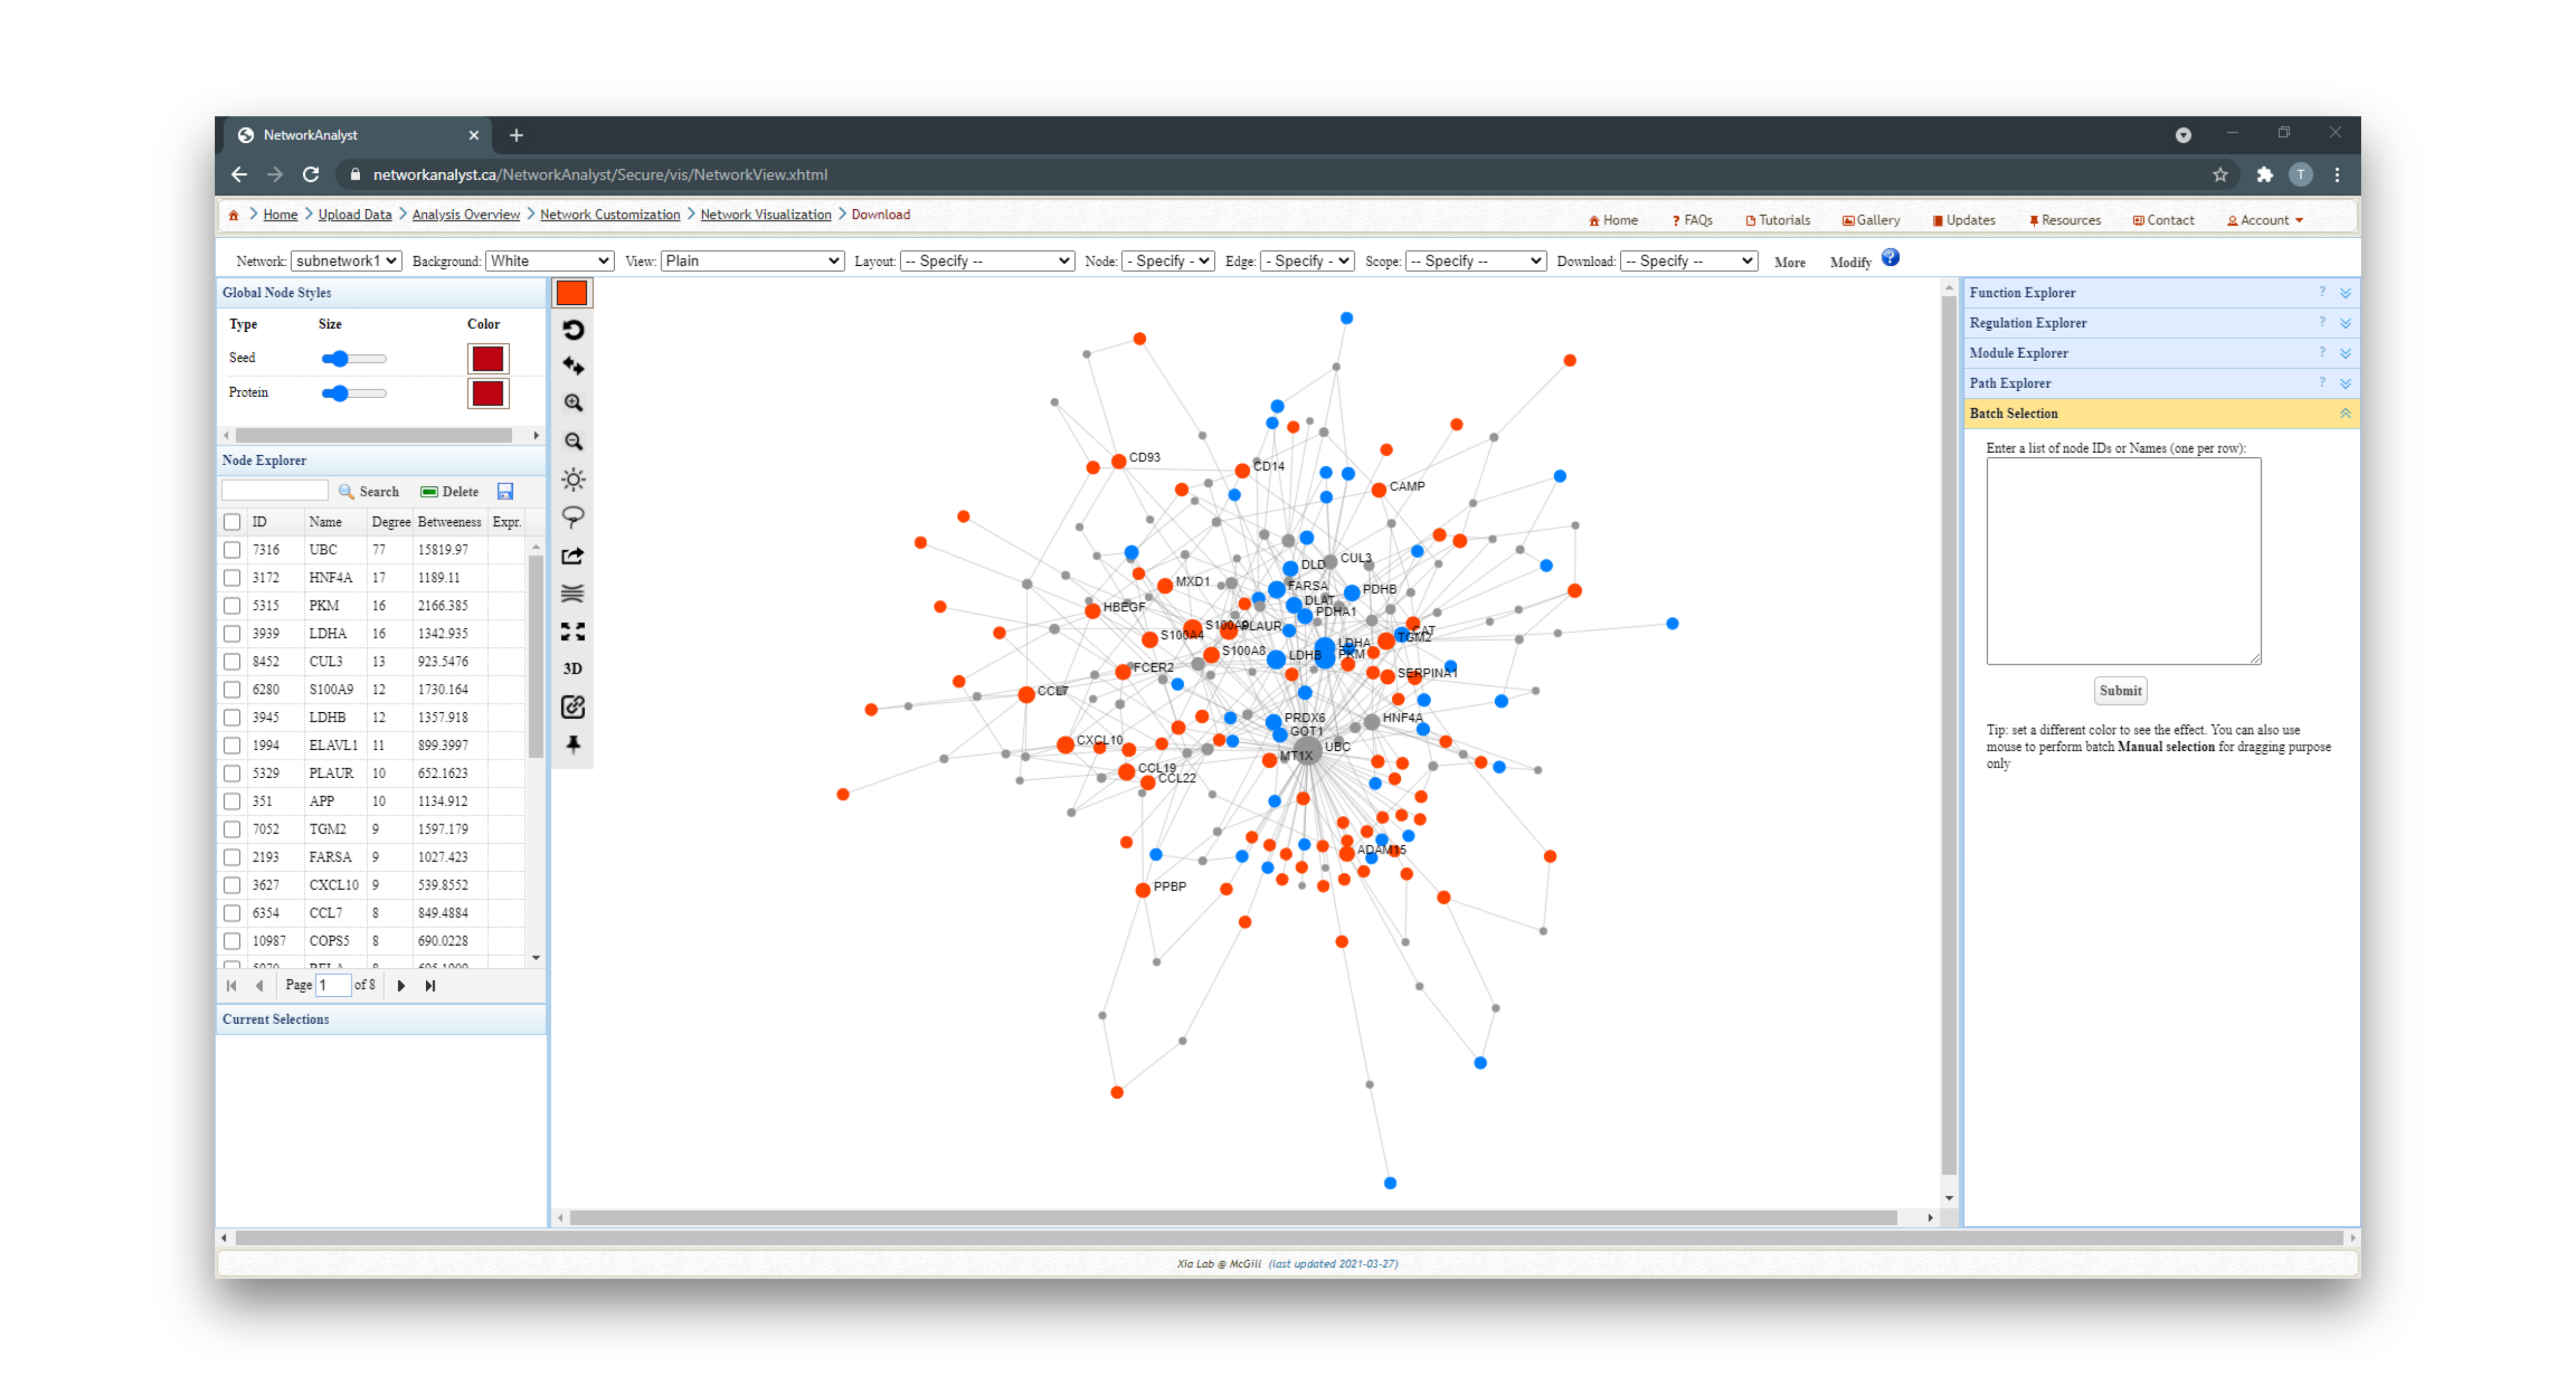 NetworkAnalyst
networkanalyst.ca/NetworkAnalyst/Secure/vis/NetworkView.xhtml
T
Home > Upload Data > Analysis Overview > Network Customization > Network Visualization > Download
Home ? FAQs Tutorials Gallery Updates Resources Contact Account
Network: subnetwork1 Background: White View: Plain Layout: -- Specify -- Node: - Specify - Edge: - Specify - Scope: -- Specify -- Download: -- Specify -- More Modify ?
Global Node Styles
Type Size Color
Seed
Protein
Node Explorer
Search Delete
ID Name Degree Betweeness Expr.
7316 UBC 77 15819.97
3172 HNF4A 17 1189.11
5315 PKM 16 2166.385
3939 LDHA 16 1342.935
8452 CUL3 13 923.5476
6280 S100A9 12 1730.164
3945 LDHB 12 1357.918
1994 ELAVL1 11 899.3997
5329 PLAUR 10 652.1623
351 APP 10 1134.912
7052 TGM2 9 1597.179
2193 FARSA 9 1027.423
3627 CXCL10 9 539.8552
6354 CCL7 8 849.4884
10987 COPS5 8 690.0228
Page 1 of 8
Current Selections
3D
CD93
CD14
CAMP
CUL3
DLD
MXD1
FARSA
PDHB
DLAT
HBEGF
PDHA1
S100A9
PLAUR
CAT
S100A4
TGM2
LDHA
S100A8
LDHB
PKM
FCER2
SERPINA1
CCL7
PRDX6
HNF4A
GOT1
CXCL10
UBC
MT1X
CCL19
CCL22
ADAM15
PPBP
Function Explorer ?
Regulation Explorer ?
Module Explorer ?
Path Explorer ?
Batch Selection
Enter a list of node IDs or Names (one per row):
Submit
Tip: set a different color to see the effect. You can also use
mouse to perform batch Manual selection for dragging purpose
only
Xia Lab @ McGill (last updated 2021-03-27)